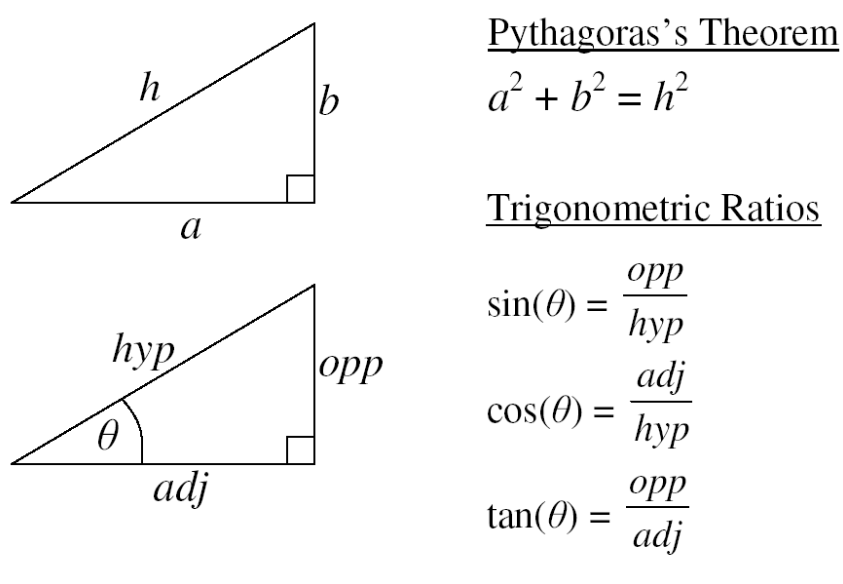 h
b
a
hyp
opp
θ
adj
Pythagoras's Theorem
a² + b² = h²
Trigonometric Ratios
sin(θ) = opp/hyp
cos(θ) = adj/hyp
tan(θ) = opp/adj